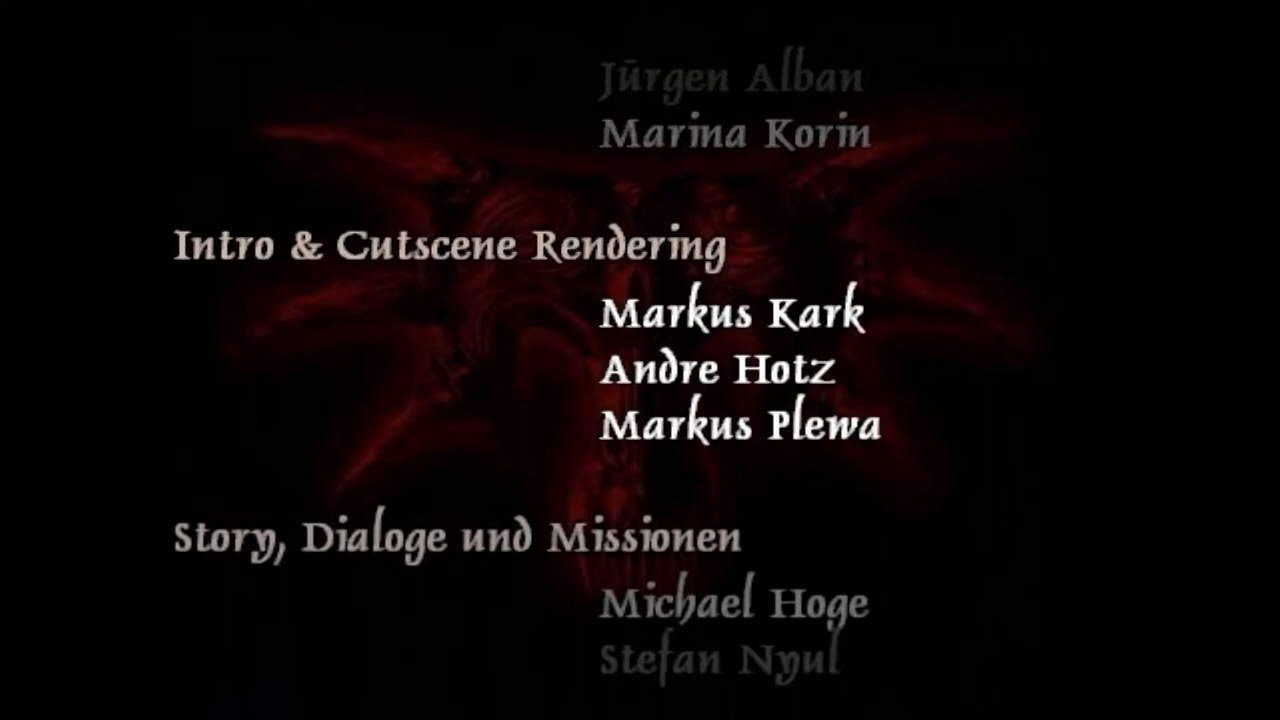 Jürgen Alban
Marina Korin
Intro & Cutscene Rendering
Markus Kark
Andre Hotz
Markus Plewa
Story, Dialoge und Missionen
Michael Hoge
Stefan Nyul